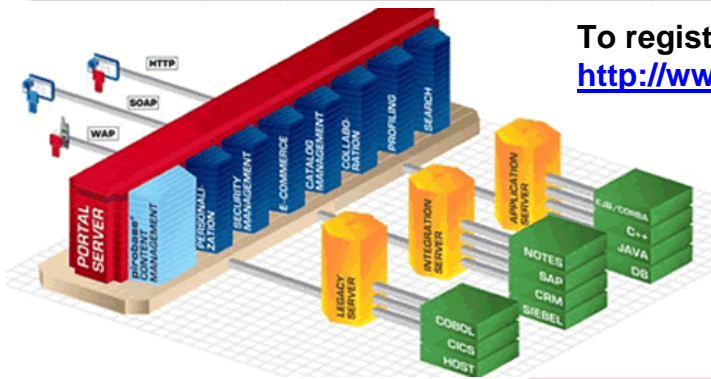 To regist
http://ww
HTTP
SOAP
WAP
PORTAL
SERVER
pirobase®
CONTENT
MANAGEMENT
PERSONALI-
ZATION
SECURITY
MANAGEMENT
E-COMMERCE
CATALOG
MANAGEMENT
COLLABO-
RATION
PROFILING
SEARCH
LEGACY
SERVER
INTEGRATION
SERVER
APPLICATION
SERVER
COBOL
CICS
HOST
NOTES
SAP
CRM
SIEBEL
EJB/CORBA
C++
JAVA
DB